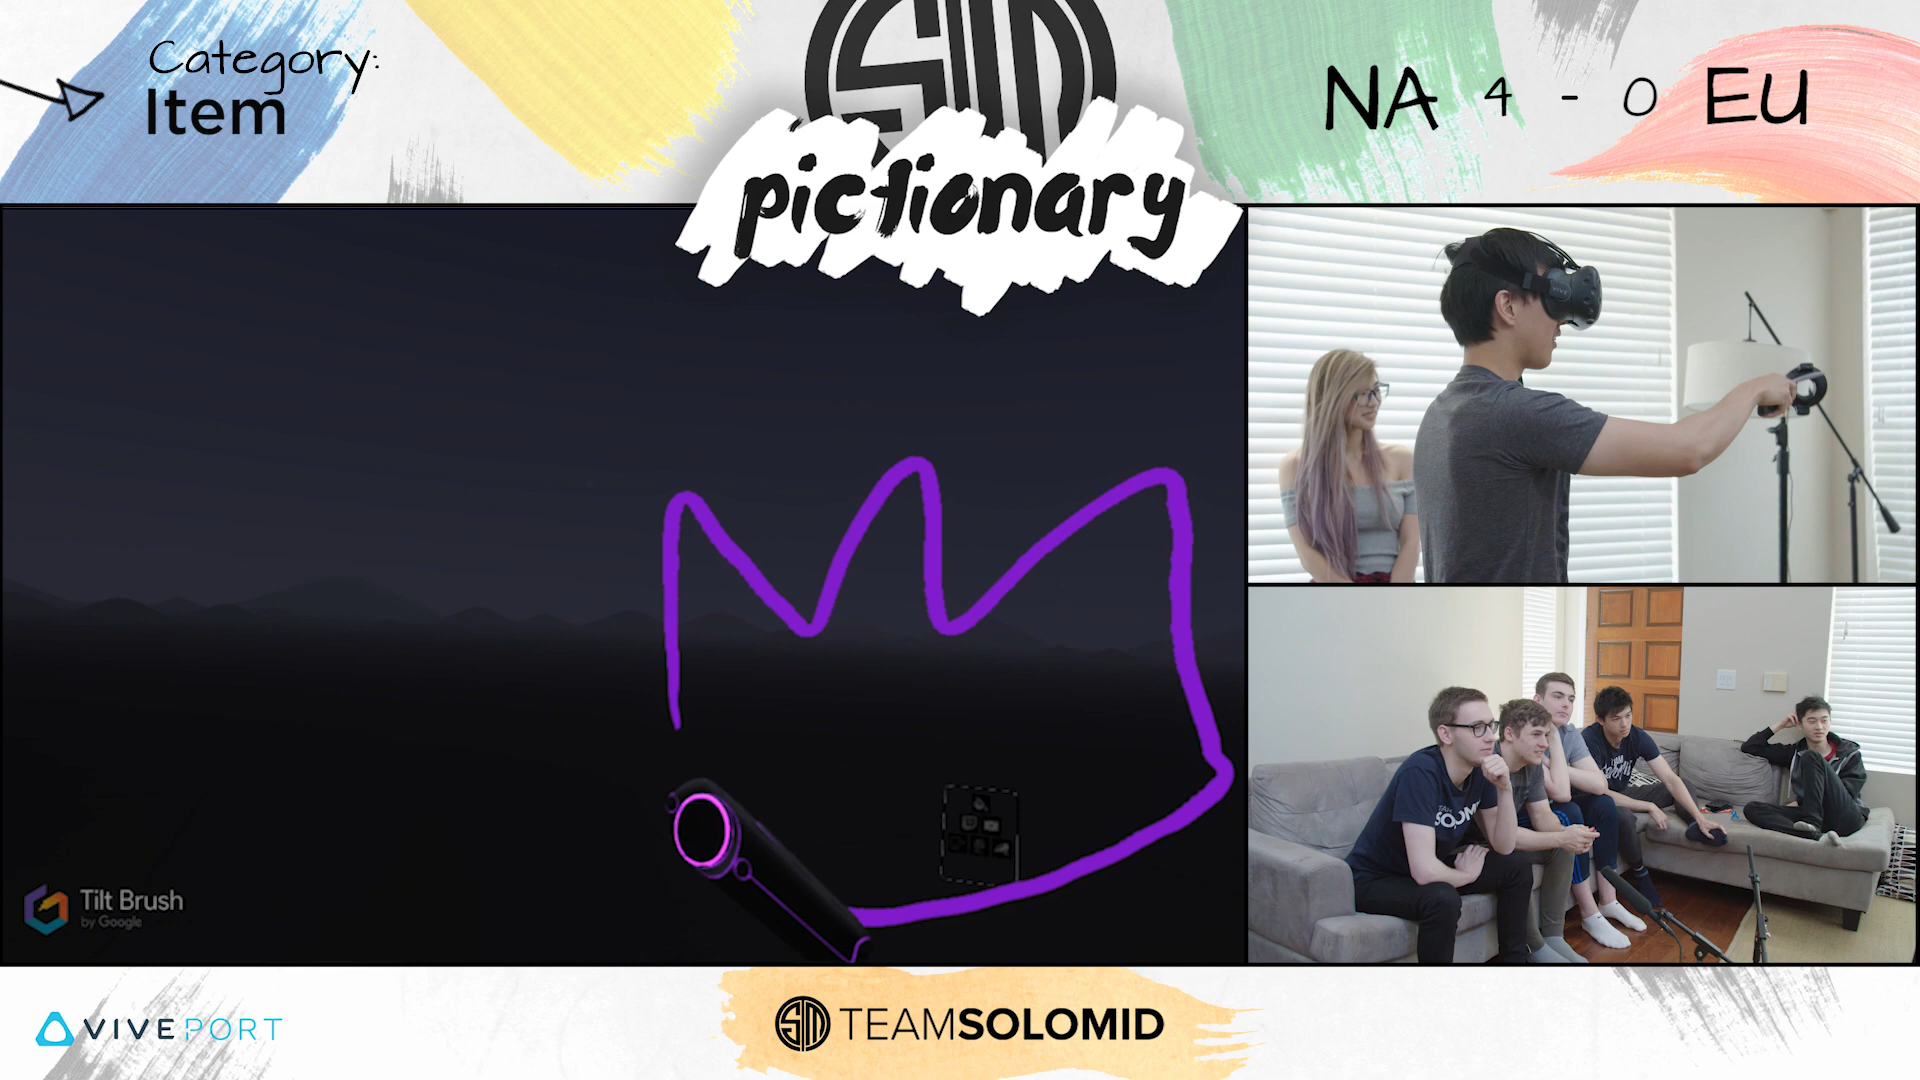 Category:
Item
NA 4 - 0 EU
pictionary
Tilt Brush
by Google
VIVEPORT
TEAMSOLOMID